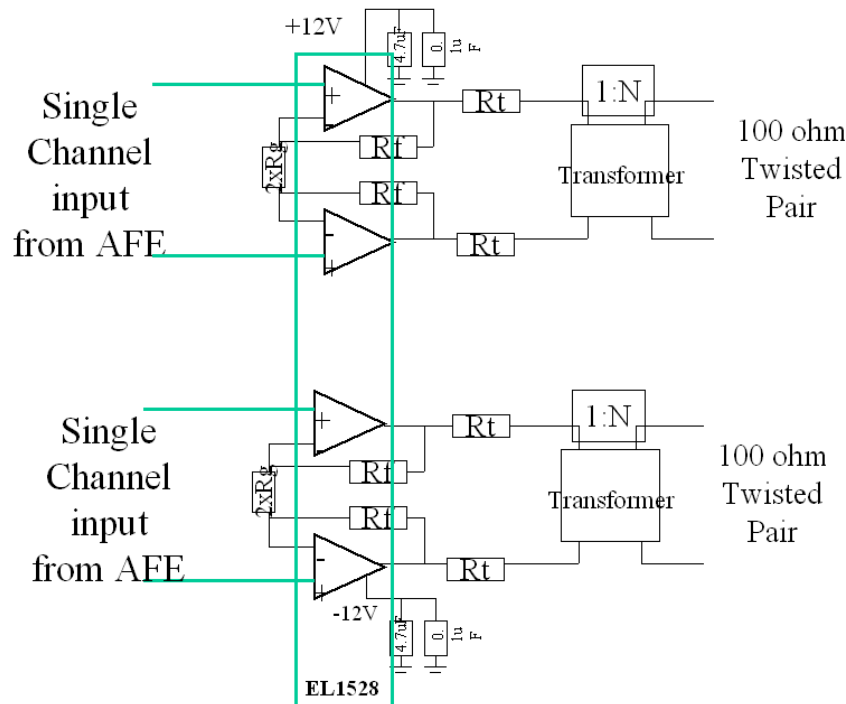 +12V
4.7uF
0.
1u
F
+
-
Rt
1:N
Single
Channel
input
from AFE
2xRg
Rf
Rf
Transformer
100 ohm
Twisted
Pair
-
+
Rt
+
-
Rt
1:N
Single
Channel
input
from AFE
2xRg
Rf
Rf
Transformer
100 ohm
Twisted
Pair
-
+
Rt
-12V
4.7uF
0.
1u
F
EL1528